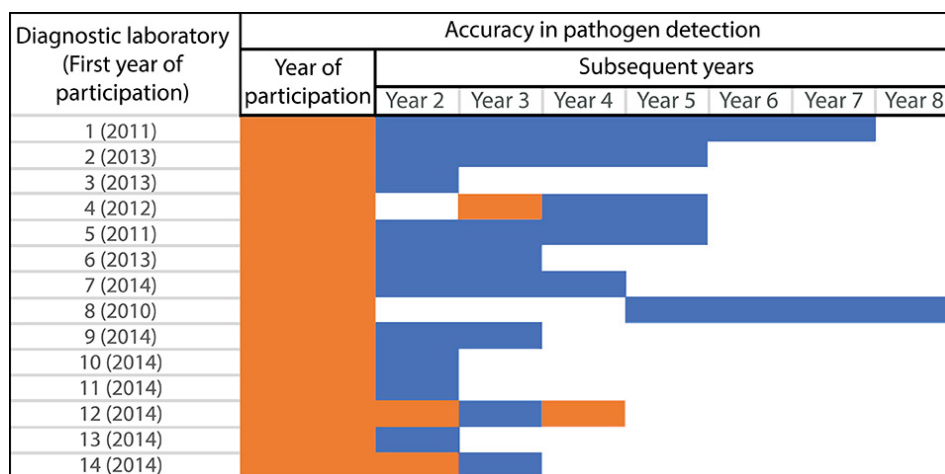 Diagnostic laboratory
(First year of
participation)
Accuracy in pathogen detection
Year of
participation
Subsequent years
Year 2 Year 3 Year 4 Year 5 Year 6 Year 7 Year 8
1 (2011)
2 (2013)
3 (2013)
4 (2012)
5 (2011)
6 (2013)
7 (2014)
8 (2010)
9 (2014)
10 (2014)
11 (2014)
12 (2014)
13 (2014)
14 (2014)